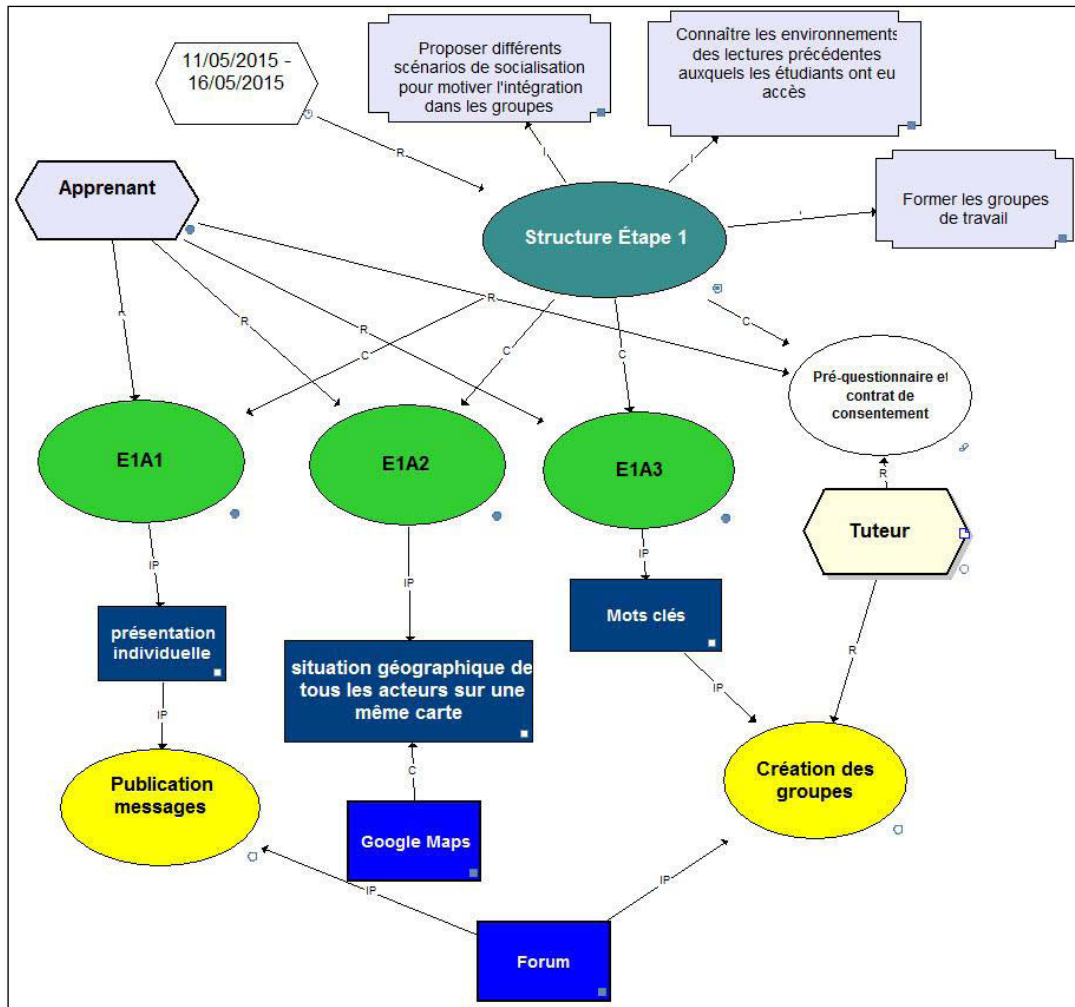 11/05/2015 -
16/05/2015
Proposer différents
scénarios de socialisation
pour motiver l'intégration
dans les groupes
Connaître les environnements
des lectures précédentes
auxquels les étudiants ont eu
accès
R
I
I
Apprenant
Structure Étape 1
Former les groupes
de travail
R
R
R
R
C
C
C
C
Pré-questionnaire et
contrat de
consentement
E1A1
E1A2
E1A3
R
Tuteur
IP
IP
IP
présentation
individuelle
situation géographique de
tous les acteurs sur une
même carte
Mots clés
IP
IP
R
C
Publication
messages
Création des
groupes
Google Maps
IP
IP
Forum